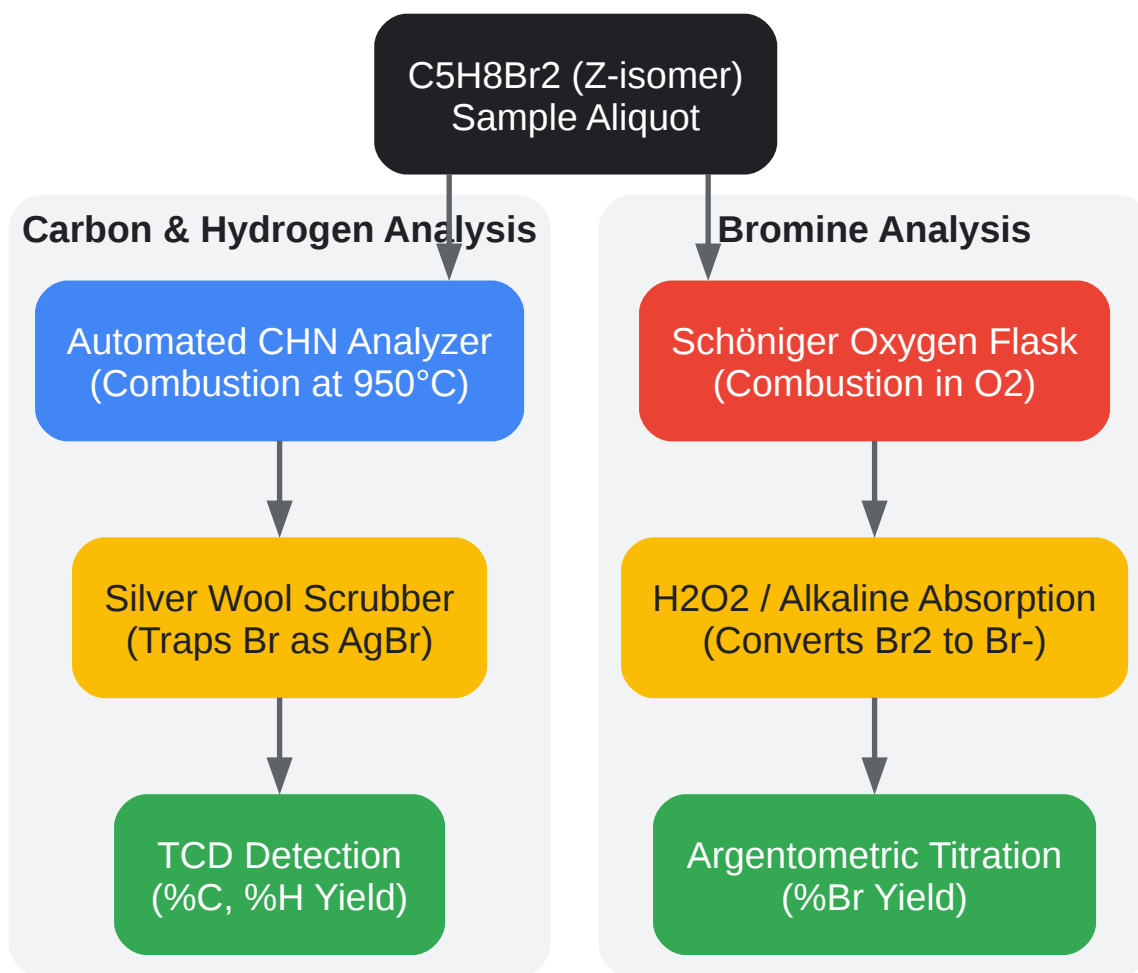 C5H8Br2 (Z-isomer)
Sample Aliquot
Carbon & Hydrogen Analysis
Automated CHN Analyzer
(Combustion at 950°C)
Silver Wool Scrubber
(Traps Br as AgBr)
TCD Detection
(%C, %H Yield)
Bromine Analysis
Schöniger Oxygen Flask
(Combustion in O2)
H2O2 / Alkaline Absorption
(Converts Br2 to Br-)
Argentometric Titration
(%Br Yield)